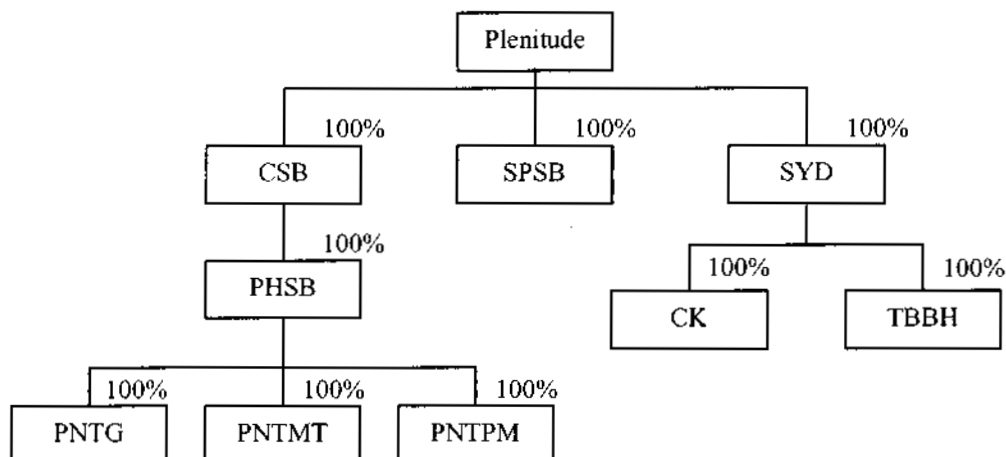 Plenitude
100% 100% 100%
CSB SPSB SYD
100%
PHSB
100% 100%
CK TBBH
100% 100% 100%
PNTG PNTMT PNTPM